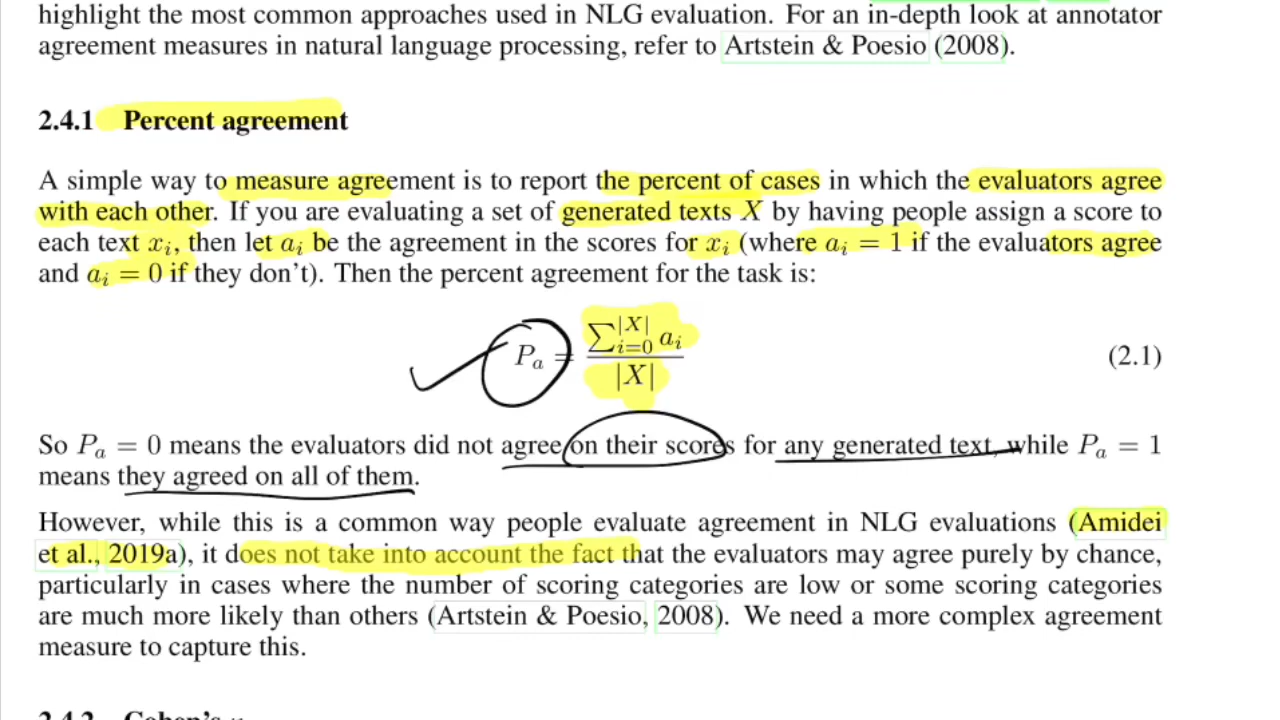 highlight the most common approaches used in NLG evaluation. For an in-depth look at annotator
agreement measures in natural language processing, refer to Artstein & Poesio (2008).
2.4.1 Percent agreement
A simple way to measure agreement is to report the percent of cases in which the evaluators agree
with each other. If you are evaluating a set of generated texts X by having people assign a score to
each text xᵢ, then let aᵢ be the agreement in the scores for xᵢ (where aᵢ = 1 if the evaluators agree
and aᵢ = 0 if they don't). Then the percent agreement for the task is:
Pₐ = ∑_{i=0}^{|X|} aᵢ / |X| (2.1)
So Pₐ = 0 means the evaluators did not agree on their scores for any generated text, while Pₐ = 1
means they agreed on all of them.
However, while this is a common way people evaluate agreement in NLG evaluations (Amidei
et al., 2019a), it does not take into account the fact that the evaluators may agree purely by chance,
particularly in cases where the number of scoring categories are low or some scoring categories
are much more likely than others (Artstein & Poesio, 2008). We need a more complex agreement
measure to capture this.
2.4.2 Cohen's κ